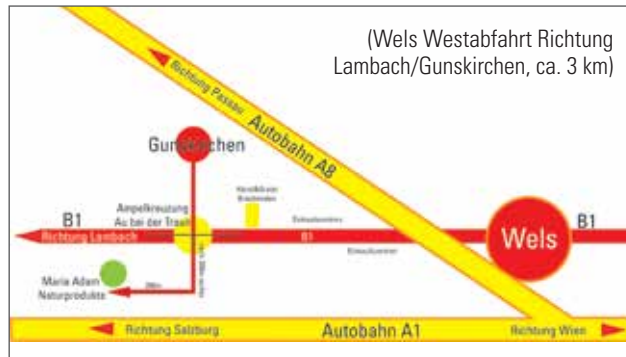 (Wels Westabfahrt Richtung
Lambach/Gunskirchen, ca. 3 km)
Richtung Passau
Autobahn A8
Gunskirchen
Ampelkreuzung
Au bei der Traun
B1
Richtung Lambach
B1
Wels
B1
Maria Adam
Naturprodukte
Richtung Salzburg
Autobahn A1
Richtung Wien